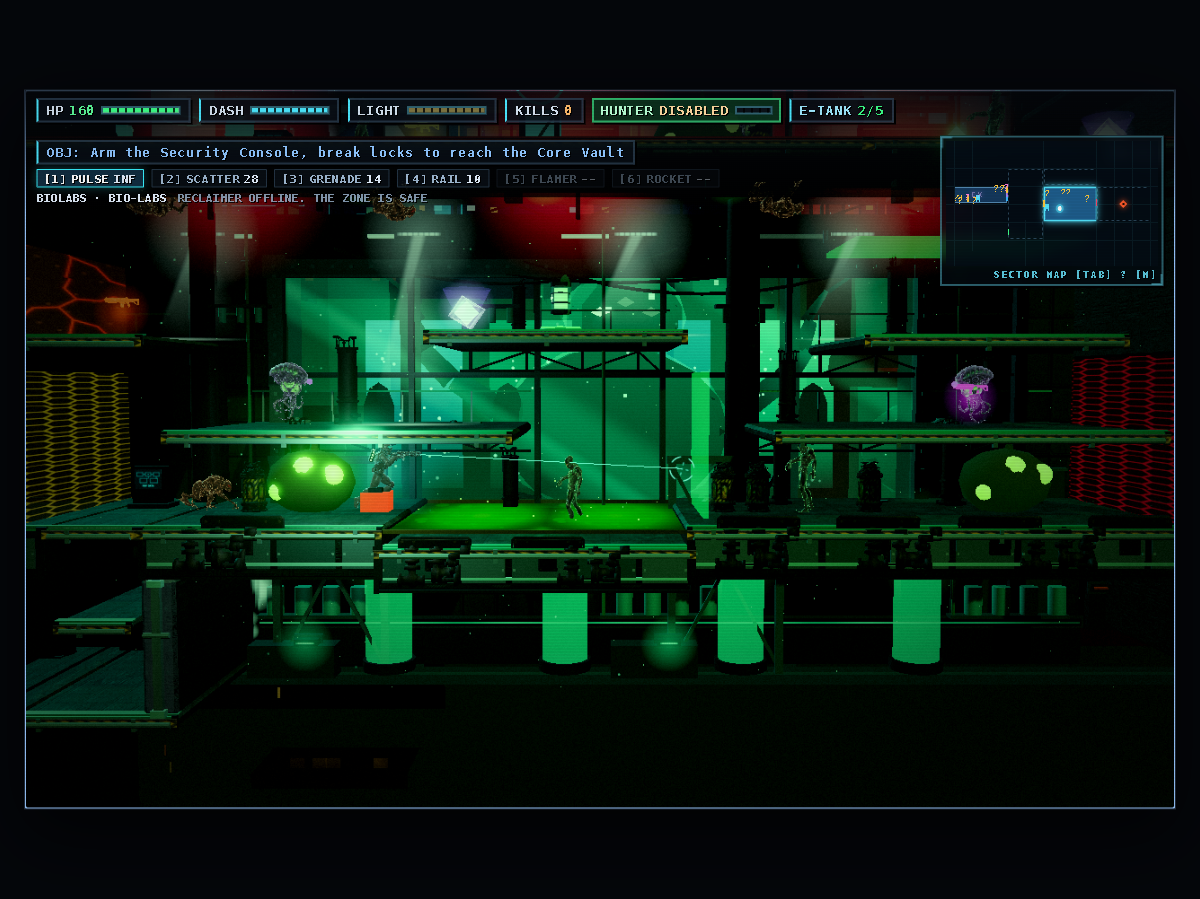 HP 160 DASH LIGHT KILLS 0 HUNTER DISABLED E-TANK 2/5
OBJ: Arm the Security Console, break locks to reach the Core Vault
[1] PULSE INF [2] SCATTER 28 [3] GRENADE 14 [4] RAIL 10 [5] FLAMER -- [6] ROCKET --
BIOLABS · BIO-LABS RECLAIMER OFFLINE. THE ZONE IS SAFE
??
? ?? ?
SECTOR MAP [TAB] ? [M]